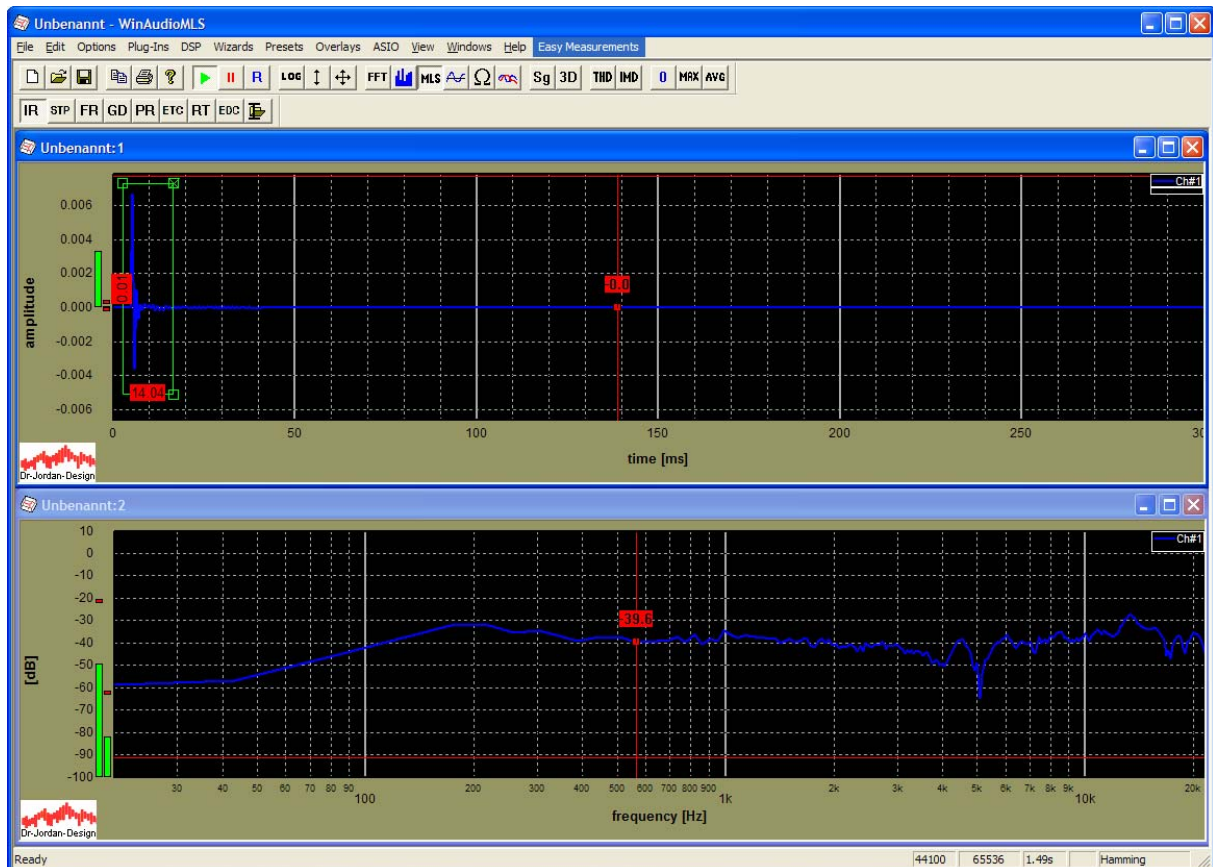 Unbenannt - WinAudioMLS
File Edit Options Plug-Ins DSP Wizards Presets Overlays ASIO View Windows Help Easy Measurements
R LOG FFT MLS Ω Sg 3D THD IMD 0 MAX AVG
IR STP FR GD PR ETC RT EDC
Unbenannt:1
Ch#1
0.006
0.004
0.002
0.000
-0.002
-0.004
-0.006
amplitude
0.01
-0.0
14.04
0 50 100 150 200 250 30
time [ms]
Dr-Jordan-Design
Unbenannt:2
Ch#1
10
0
-10
-20
-30
-40
-50
-60
-70
-80
-90
-100
[dB]
-39.6
30 40 50 60 70 80 90 100 200 300 400 500 600 700 800 900 1k 2k 3k 4k 5k 6k 7k 8k 9k 10k 20k
frequency [Hz]
Dr-Jordan-Design
Ready 44100 65536 1.49s Hamming